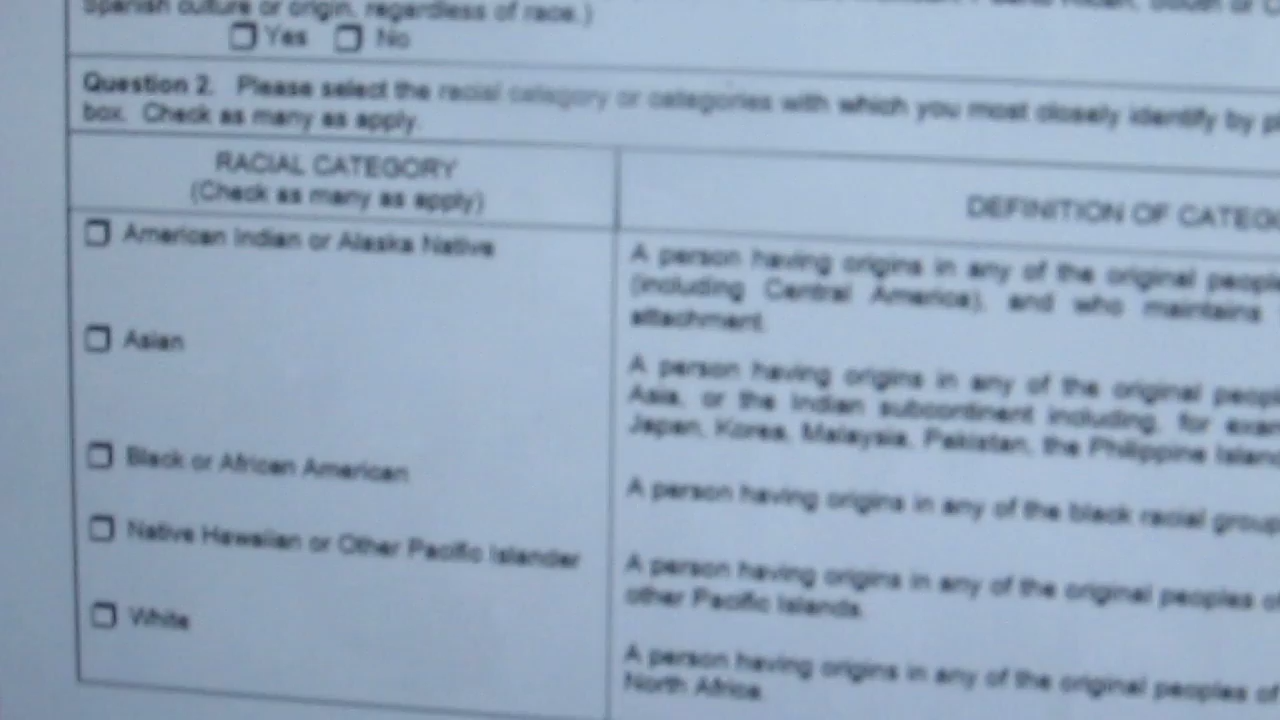 Spanish culture or origin, regardless of race.)
Yes No
Question 2. Please select the racial category or categories with which you most closely identify by
box. Check as many as apply.
RACIAL CATEGORY
(Check as many as apply)
DEFINITION OF
American Indian or Alaska Native
A person having origins in any of the original
(including Central America), and who maintains
attachment.
Asian
A person having origins in any of the original
Asia, or the Indian subcontinent including, for
Japan, Korea, Malaysia, Pakistan, the Philippine
Black or African American
A person having origins in any of the black racial
Native Hawaiian or Other Pacific Islander
A person having origins in any of the original peoples
other Pacific Islands.
White
A person having origins in any of the original peoples of
North Africa.